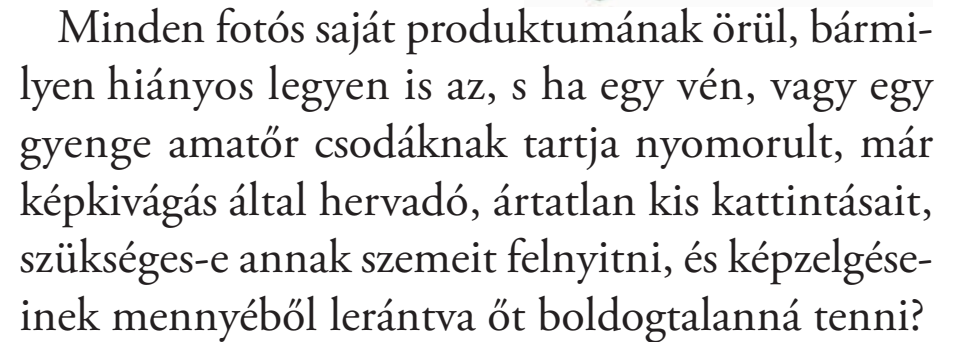 Minden fotós saját produktumának örül, bármi-
lyen hiányos legyen is az, s ha egy vén, vagy egy
gyenge amatőr csodáknak tartja nyomorult, már
képkivágás által hervadó, ártatlan kis kattintásait,
szükséges-e annak szemeit felnyitni, és képzelgése-
inek mennyéből lerántva őt boldogtalanná tenni?